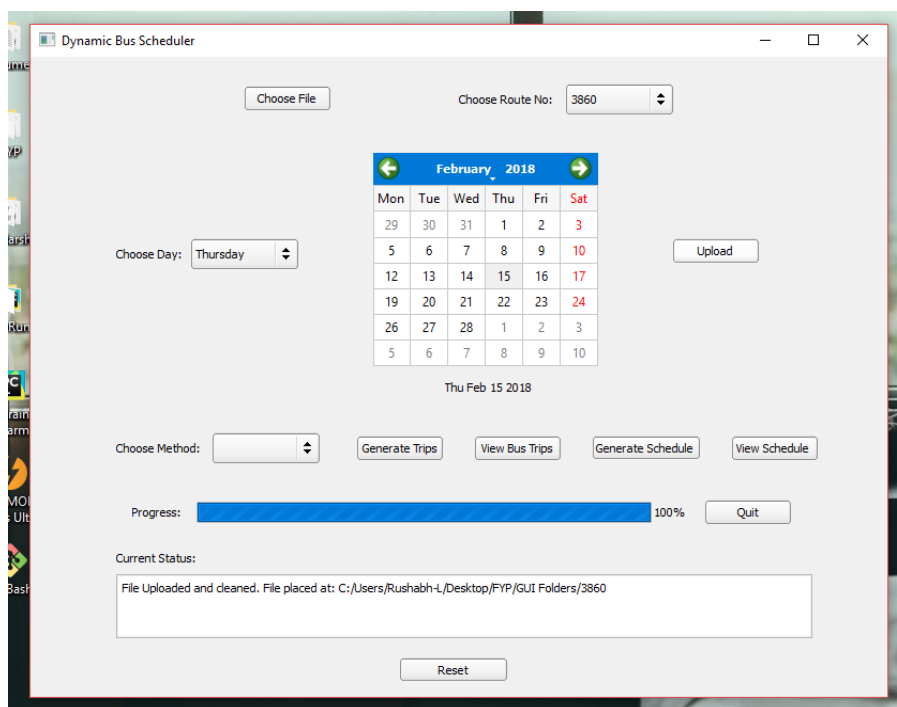 Dynamic Bus Scheduler
Choose File Choose Route No: 3860
February 2018
Mon Tue Wed Thu Fri Sat
29 30 31 1 2 3
5 6 7 8 9 10
Choose Day: Thursday Upload
12 13 14 15 16 17
19 20 21 22 23 24
26 27 28 1 2 3
5 6 7 8 9 10
Thu Feb 15 2018
Choose Method: Generate Trips View Bus Trips Generate Schedule View Schedule
Progress: 100% Quit
Current Status:
File Uploaded and cleaned. File placed at: C:/Users/Rushabh-L/Desktop/FYP/GUI Folders/3860
Reset